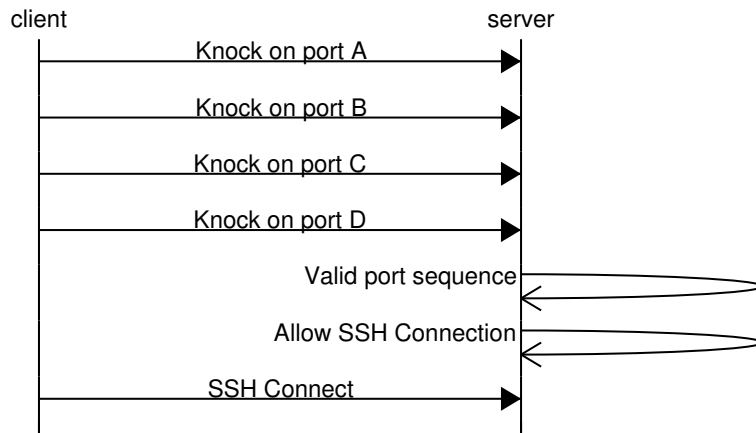 client
server
Knock on port A
Knock on port B
Knock on port C
Knock on port D
Valid port sequence
Allow SSH Connection
SSH Connect